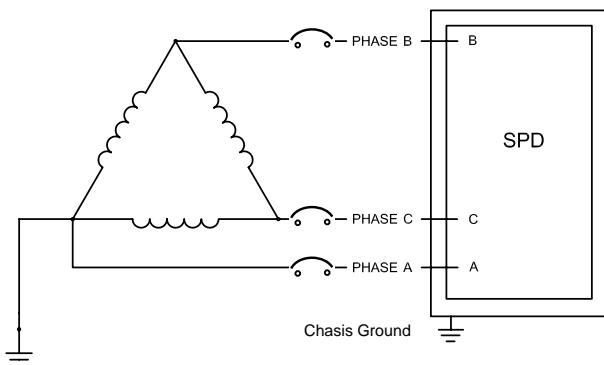 PHASE B B
SPD
PHASE C C
PHASE A A
Chasis Ground